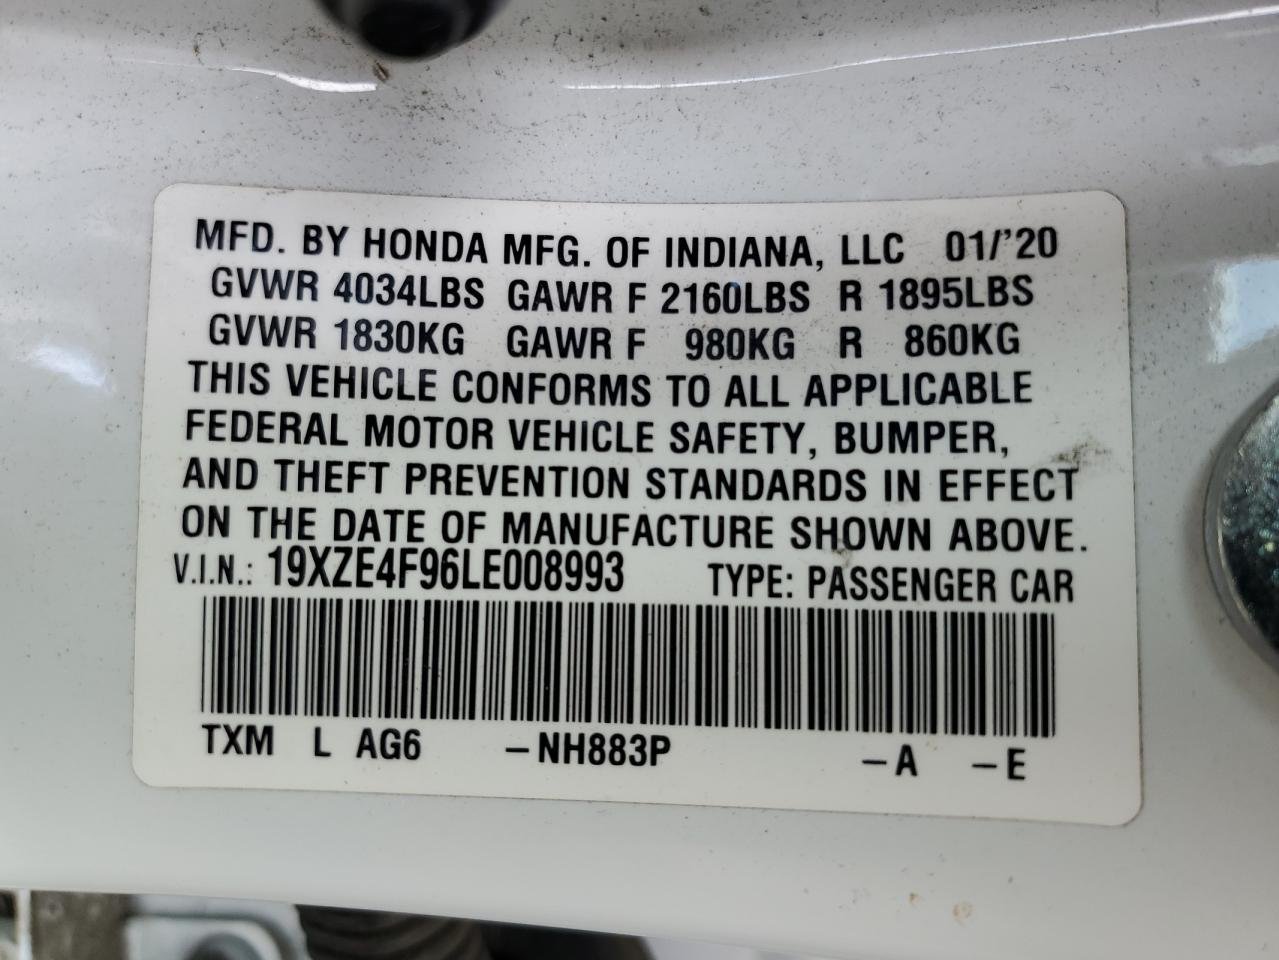 MFD. BY HONDA MFG. OF INDIANA, LLC 01/'20
GVWR 4034LBS GAWR F 2160LBS R 1895LBS
GVWR 1830KG GAWR F 980KG R 860KG
THIS VEHICLE CONFORMS TO ALL APPLICABLE
FEDERAL MOTOR VEHICLE SAFETY, BUMPER,
AND THEFT PREVENTION STANDARDS IN EFFECT
ON THE DATE OF MANUFACTURE SHOWN ABOVE.
V.I.N.: 19XZE4F96LE008993 TYPE: PASSENGER CAR
TXM L AG6 –NH883P –A –E